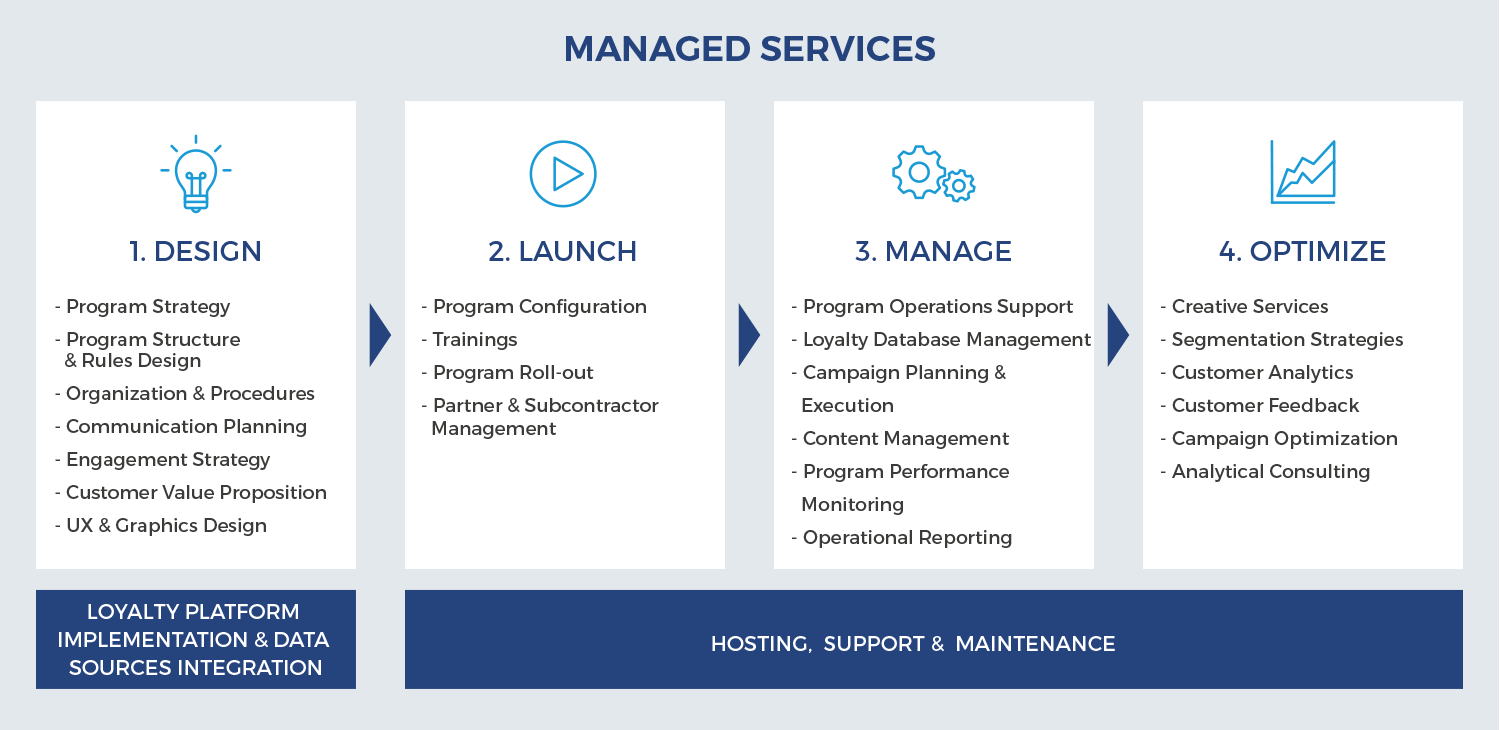 MANAGED SERVICES
1. DESIGN
- Program Strategy
- Program Structure
& Rules Design
- Organization & Procedures
- Communication Planning
- Engagement Strategy
- Customer Value Proposition
- UX & Graphics Design
2. LAUNCH
- Program Configuration
- Trainings
- Program Roll-out
- Partner & Subcontractor
Management
3. MANAGE
- Program Operations Support
- Loyalty Database Management
- Campaign Planning &
Execution
- Content Management
- Program Performance
Monitoring
- Operational Reporting
4. OPTIMIZE
- Creative Services
- Segmentation Strategies
- Customer Analytics
- Customer Feedback
- Campaign Optimization
- Analytical Consulting
LOYALTY PLATFORM
IMPLEMENTATION & DATA
SOURCES INTEGRATION
HOSTING, SUPPORT & MAINTENANCE